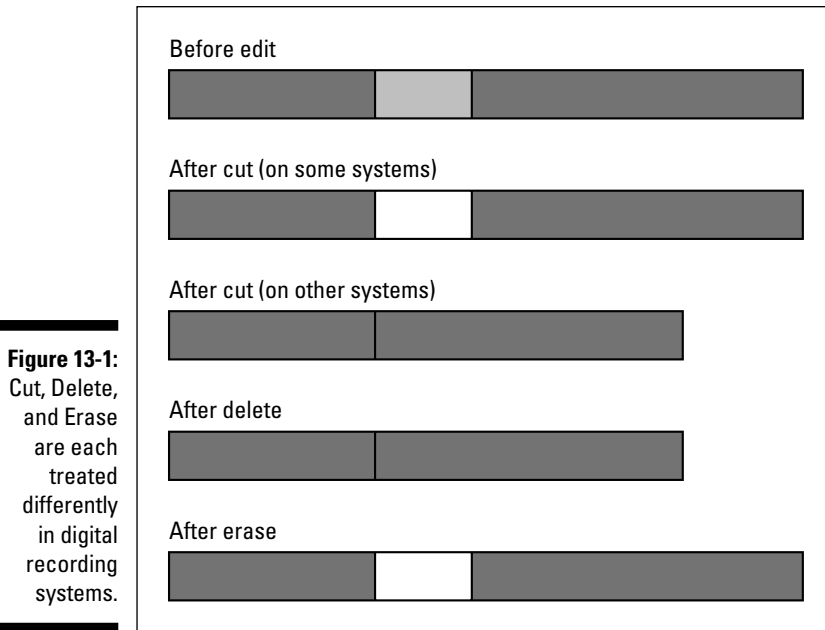 Before edit
After cut (on some systems)
After cut (on other systems)
After delete
After erase
Figure 13-1:
Cut, Delete,
and Erase
are each
treated
differently
in digital
recording
systems.